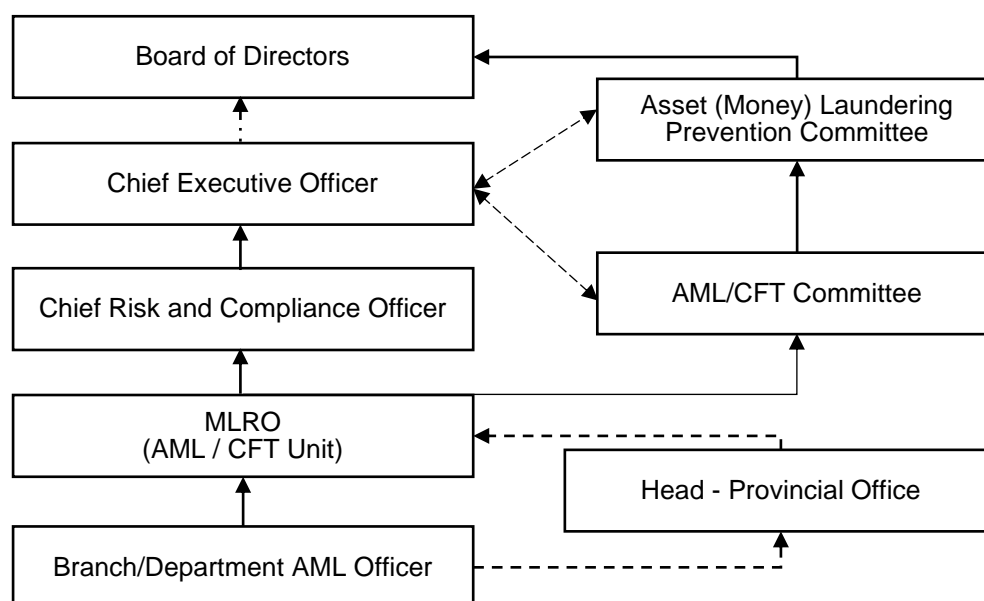 Board of Directors
Asset (Money) Laundering
Prevention Committee
Chief Executive Officer
Chief Risk and Compliance Officer
AML/CFT Committee
MLRO
(AML / CFT Unit)
Head - Provincial Office
Branch/Department AML Officer